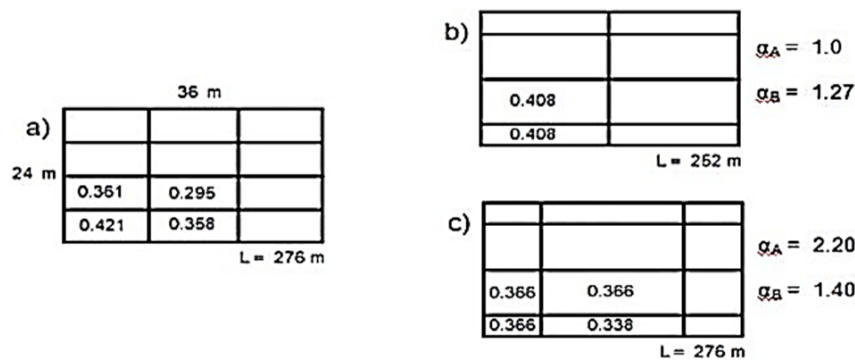 a)
36 m
24 m
0.361 0.295
0.421 0.358
L = 276 m
b)
0.408
0.408
L = 252 m
αA = 1.0
αB = 1.27
c)
0.366 0.366
0.366 0.338
L = 276 m
αA = 2.20
αB = 1.40